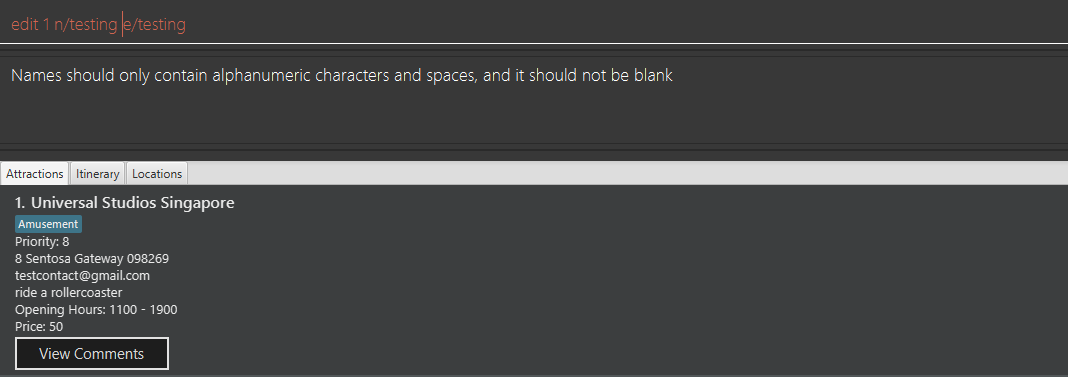 edit 1 n/testing e/testing
Names should only contain alphanumeric characters and spaces, and it should not be blank
Attractions Itinerary Locations
1. Universal Studios Singapore
Amusement
Priority: 8
8 Sentosa Gateway 098269
testcontact@gmail.com
ride a rollercoaster
Opening Hours: 1100 - 1900
Price: 50
View Comments